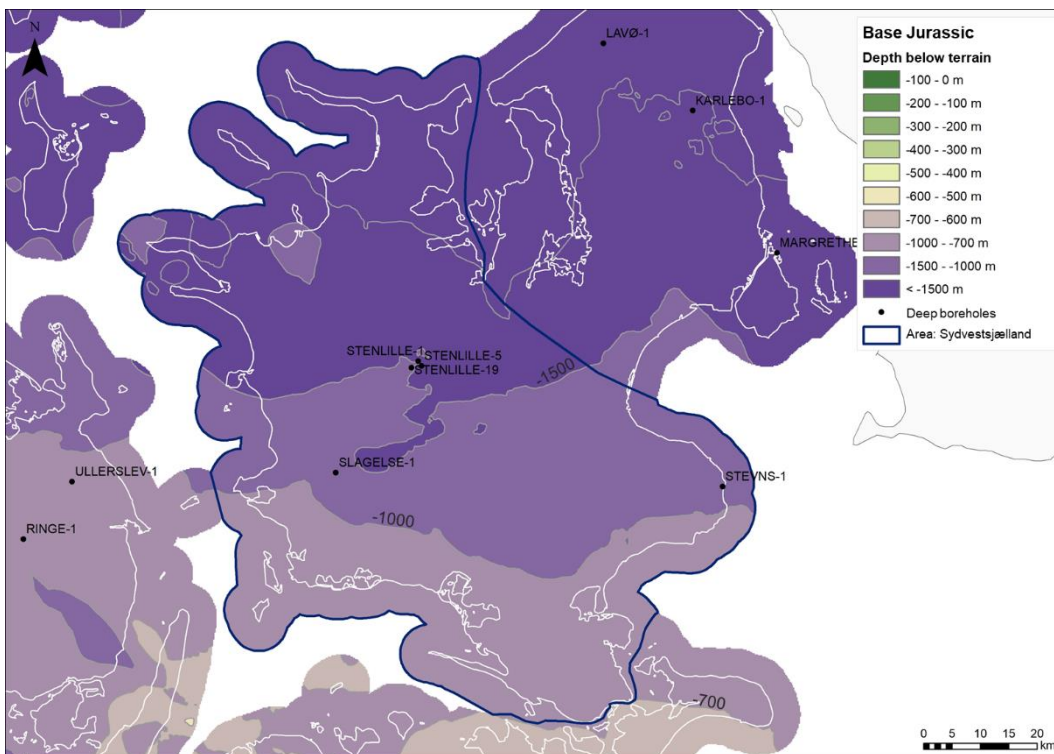 N
LAVØ-1
KARLEBO-1
MARGRETHE
STENLILLE-1
STENLILLE-5
STENLILLE-19
-1500
SLAGELSE-1
STEVNS-1
ULLERSLEV-1
-1000
RINGE-1
-700
Base Jurassic
Depth below terrain
-100 - 0 m
-200 - -100 m
-300 - -200 m
-400 - -300 m
-500 - -400 m
-600 - -500 m
-700 - -600 m
-1000 - -700 m
-1500 - -1000 m
< -1500 m
Deep boreholes
Area: Sydvestsjælland
0 5 10 15 20
km